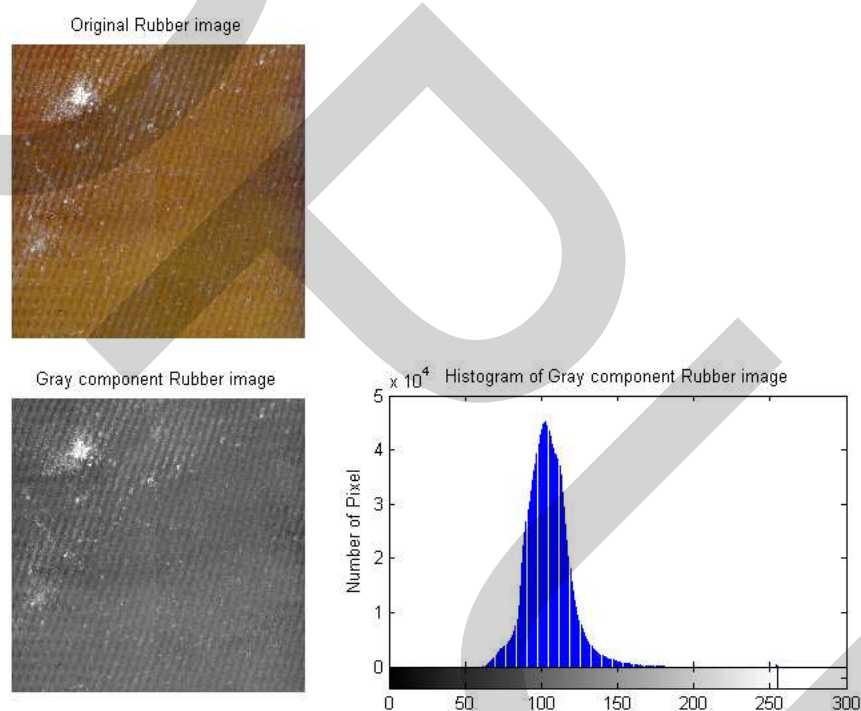 Original Rubber image
Gray component Rubber image
Histogram of Gray component Rubber image
x 10^4
5
4
3
2
1
0
Number of Pixel
0 50 100 150 200 250 300